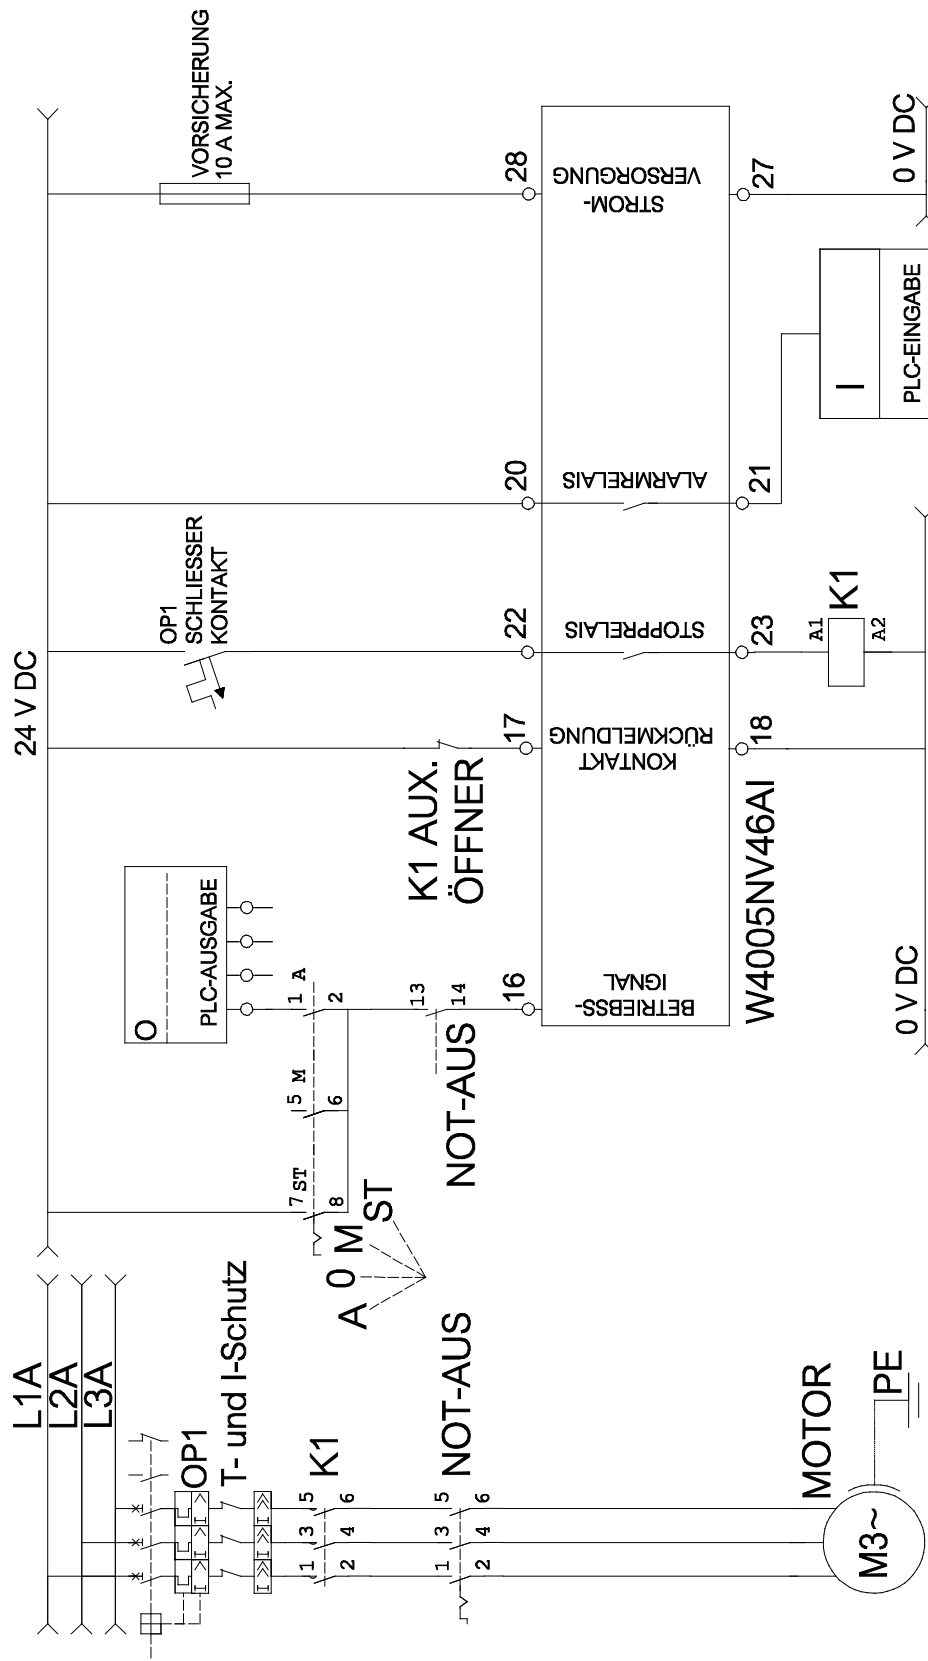 24 V DC
L1A
L2A
L3A
OP1
T- und I-Schutz
K1
1
3
5
2
4
6
NOT-AUS
1
3
5
2
4
6
MOTOR
M3~
PE
A
0
M
ST
7 ST
8
5 M
6
1 A
2
O
PLC-AUSGABE
NOT-AUS
13
14
16
BETRIEBSS-
IGNAL
K1 AUX.
ÖFFNER
17
KONTAKT
RÜCKMELDUNG
18
OP1
SCHLIESSER
KONTAKT
22
STOPPRELAIS
23
A1
A2
K1
20
ALARMRELAIS
21
I
PLC-EINGABE
VORSICHERUNG
10 A MAX.
28
STROM-
VERSORGUNG
27
W4005NV46AI
0 V DC
0 V DC